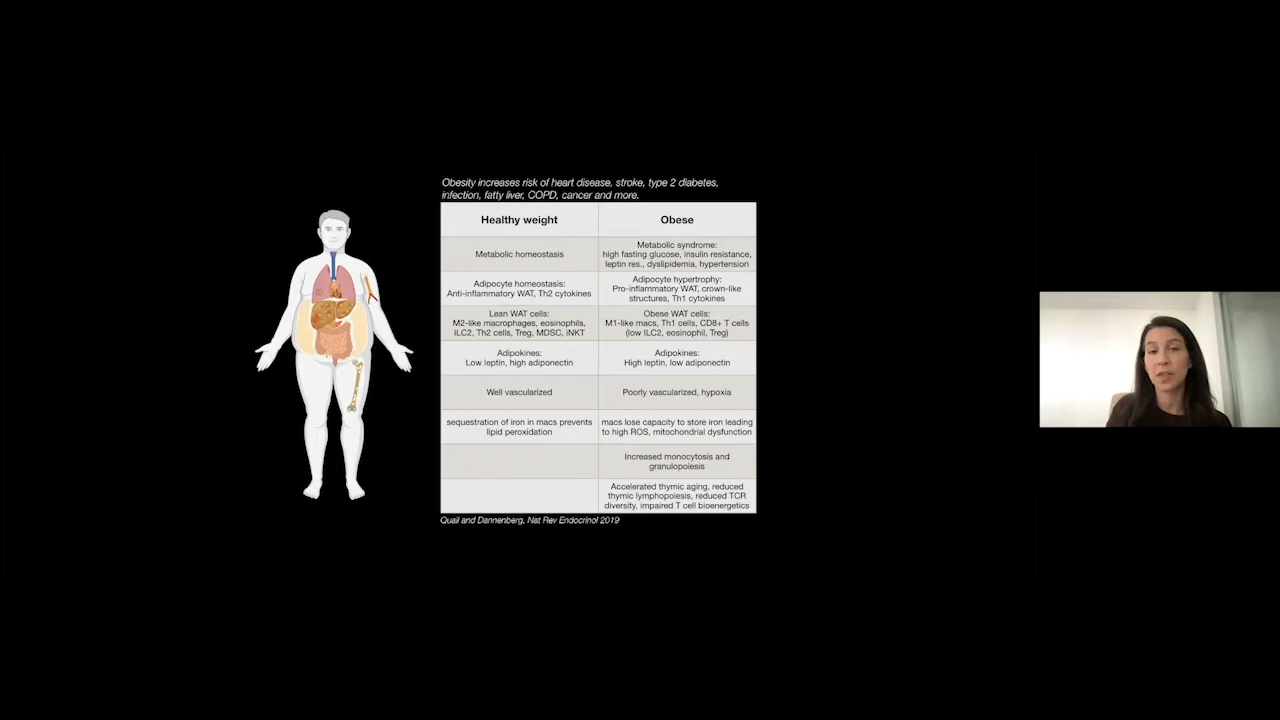 Obesity increases risk of heart disease, stroke, type 2 diabetes,
infection, fatty liver, COPD, cancer and more.
Healthy weight
Obese
Metabolic homeostasis
Metabolic syndrome:
high fasting glucose, insulin resistance,
leptin res., dyslipidemia, hypertension
Adipocyte homeostasis:
Anti-inflammatory WAT, Th2 cytokines
Adipocyte hypertrophy:
Pro-inflammatory WAT, crown-like
structures, Th1 cytokines
Lean WAT cells:
M2-like macrophages, eosinophils,
ILC2, Th2 cells, Treg, MDSC, iNKT
Obese WAT cells:
M1-like macs, Th1 cells, CD8+ T cells
(low ILC2, eosinophil, Treg)
Adipokines:
Low leptin, high adiponectin
Adipokines:
High leptin, low adiponectin
Well vascularized
Poorly vascularized, hypoxia
sequestration of iron in macs prevents
lipid peroxidation
macs lose capacity to store iron leading
to high ROS, mitochondrial dysfunction
Increased monocytosis and
granulopoiesis
Accelerated thymic aging, reduced
thymic lymphopoiesis, reduced TCR
diversity, impaired T cell bioenergetics
Quail and Dannenberg, Nat Rev Endocrinol 2019